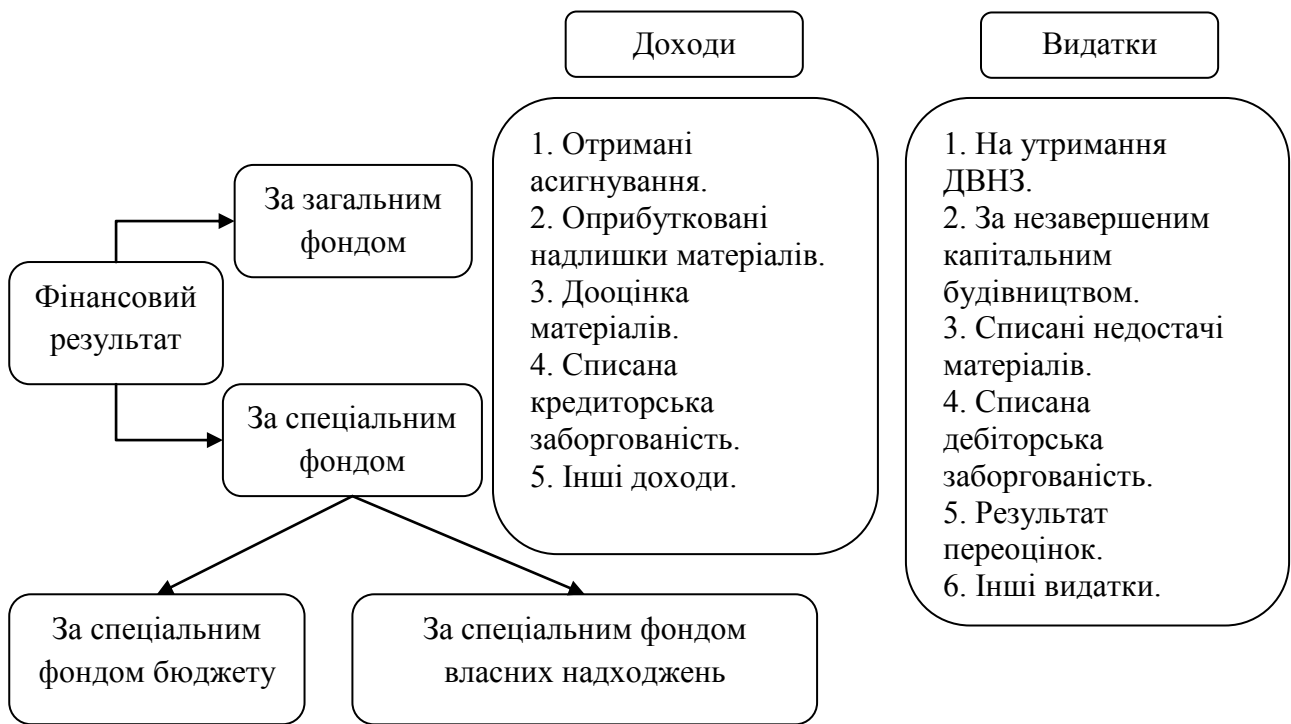 Доходи
Видатки
Фінансовий
результат
За загальним
фондом
За спеціальним
фондом
1. Отримані
асигнування.
2. Оприбутковані
надлишки матеріалів.
3. Дооцінка
матеріалів.
4. Списана
кредиторська
заборгованість.
5. Інші доходи.
1. На утримання
ДВНЗ.
2. За незавершеним
капітальним
будівництвом.
3. Списані недостачі
матеріалів.
4. Списана
дебіторська
заборгованість.
5. Результат
переоцінок.
6. Інші видатки.
За спеціальним
фондом бюджету
За спеціальним фондом
власних надходжень